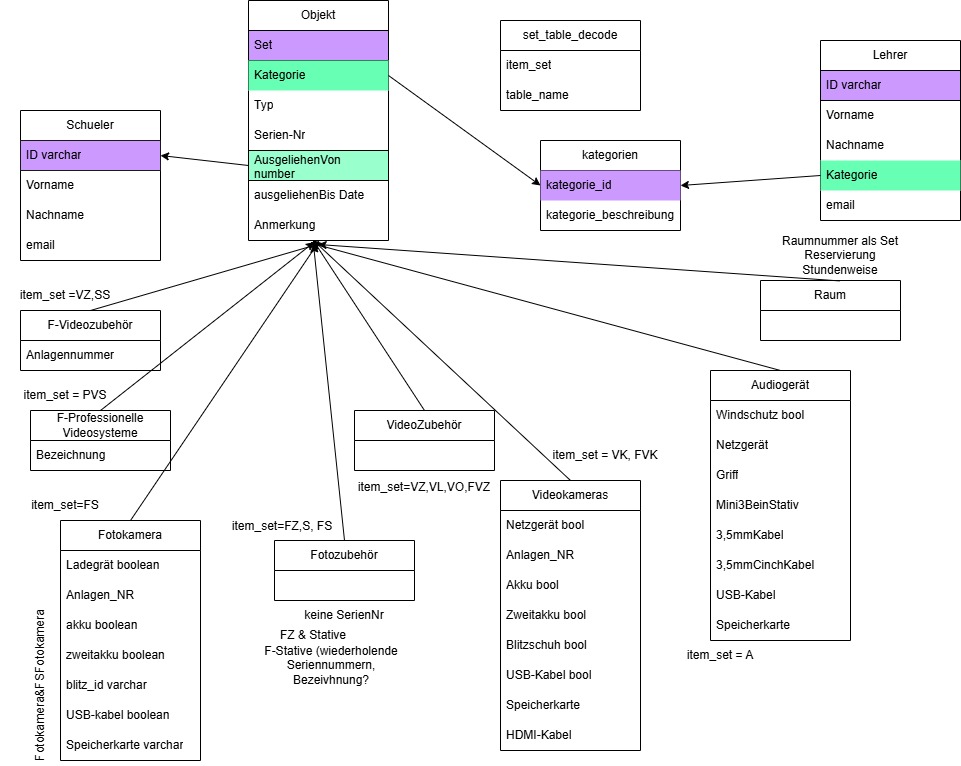 Objekt
Set
Kategorie
Typ
Serien-Nr
AusgeliehenVon
number
ausgeliehenBis Date
Anmerkung
set_table_decode
item_set
table_name
Lehrer
ID varchar
Vorname
Nachname
Kategorie
email
Schueler
ID varchar
Vorname
Nachname
email
kategorien
kategorie_id
kategorie_beschreibung
Raumnummer als Set
Reservierung
Stundenweise
Raum
item_set =VZ,SS
F-Videozubehör
Anlagennummer
item_set = PVS
F-Professionelle
Videosysteme
Bezeichnung
item_set=FS
Fotokamera
Ladegrät boolean
Anlagen_NR
akku boolean
zweitakku boolean
blitz_id varchar
USB-kabel boolean
Speicherkarte varchar
Fotokamera&FSFotokamera
item_set=FZ,S, FS
Fotozubehör
keine SerienNr
FZ & Stative
F-Stative (wiederholende
Seriennummern,
Bezeivhnung?
VideoZubehör
item_set=VZ,VL,VO,FVZ
item_set = VK, FVK
Videokameras
Netzgerät bool
Anlagen_NR
Akku bool
Zweitakku bool
Blitzschuh bool
USB-Kabel bool
Speicherkarte
HDMI-Kabel
Audiogerät
Windschutz bool
Netzgerät
Griff
Mini3BeinStativ
3,5mmKabel
3,5mmCinchKabel
USB-Kabel
Speicherkarte
item_set = A